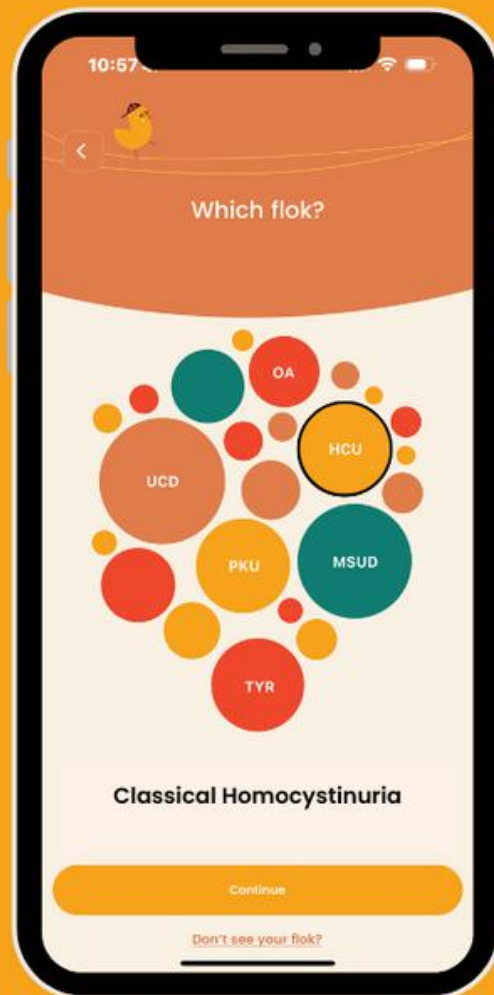 10:57
Which flok?
OA
HCU
UCD
PKU
MSUD
TYR
Classical Homocystinuria
Continue
Don't see your flok?